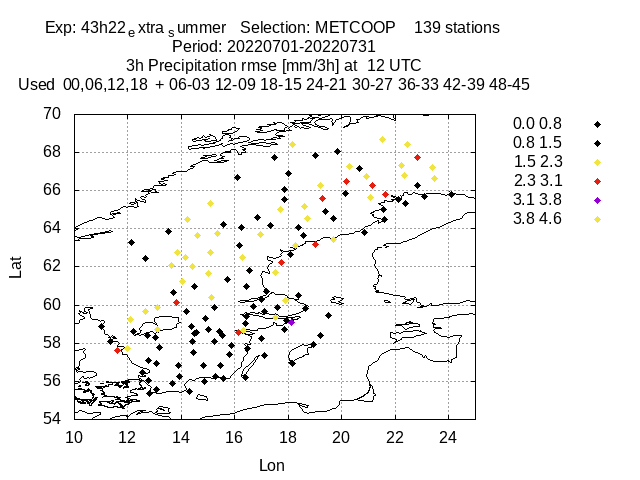 Exp: 43h22 e xtra s ummer   Selection: METCOOP    139 stations
Period: 20220701-20220731
3h Precipitation rmse [mm/3h] at  12 UTC
Used  00,06,12,18  + 06-03 12-09 18-15 24-21 30-27 36-33 42-39 48-45
70
68
66
64
62
60
58
56
54
10 12 14 16 18 20 22 24
Lat
Lon
0.0 0.8
0.8 1.5
1.5 2.3
2.3 3.1
3.1 3.8
3.8 4.6